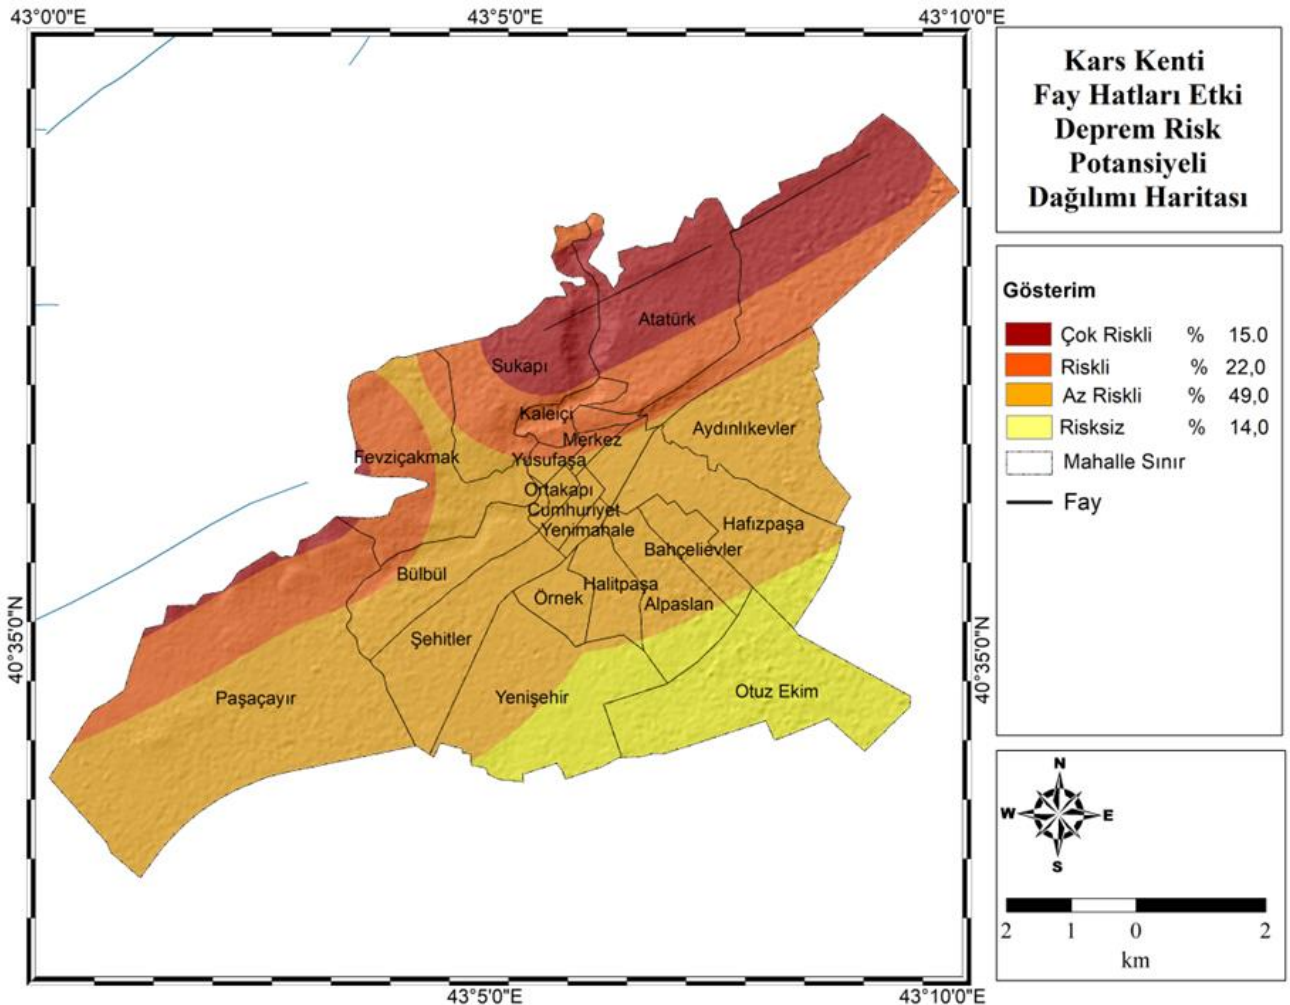 43°0'0"E
43°5'0"E
43°10'0"E
Kars Kenti
Fay Hatları Etki
Deprem Risk
Potansiyeli
Dağılımı Haritası
Gösterim
Çok Riskli % 15.0
Riskli % 22,0
Az Riskli % 49,0
Risksiz % 14,0
Mahalle Sınır
Fay
Atatürk
Sukapı
Kaleiçi
Merkez
Aydınlıkevler
Fevziçakmak
Yusufaşa
Ortakapı
Cumhuriyet
Yenimahale
Hafızpaşa
Bahçelievler
Bülbül
Halitpaşa
Örnek
Alpaslan
Şehitler
Paşaçayır
Yenişehir
Otuz Ekim
40°35'0"N
40°35'0"N
N
W
E
S
2 1 0 2
km
43°5'0"E
43°10'0"E